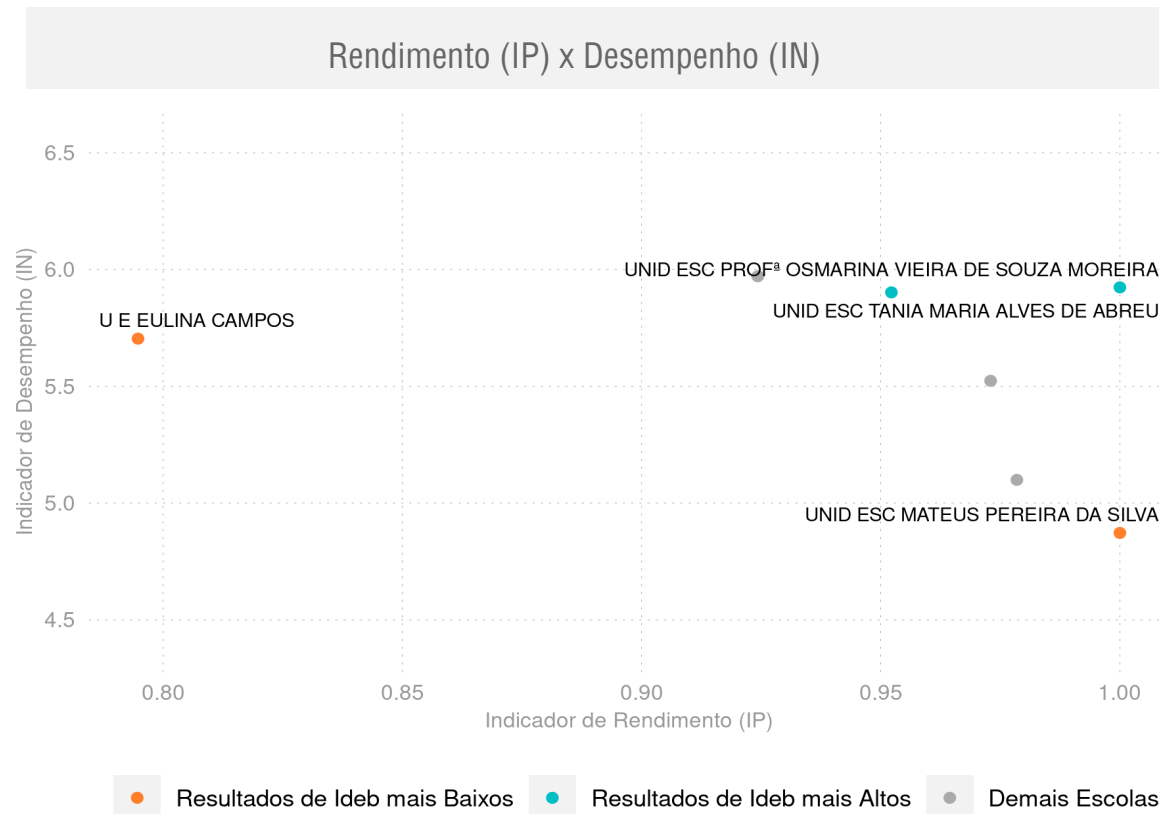 Rendimento (IP) x Desempenho (IN)
6.5
6.0
5.5
5.0
4.5
Indicador de Desempenho (IN)
UNID ESC PROFª OSMARINA VIEIRA DE SOUZA MOREIRA
UNID ESC TANIA MARIA ALVES DE ABREU
U E EULINA CAMPOS
UNID ESC MATEUS PEREIRA DA SILVA
0.80 0.85 0.90 0.95 1.00
Indicador de Rendimento (IP)
Resultados de Ideb mais Baixos Resultados de Ideb mais Altos Demais Escolas